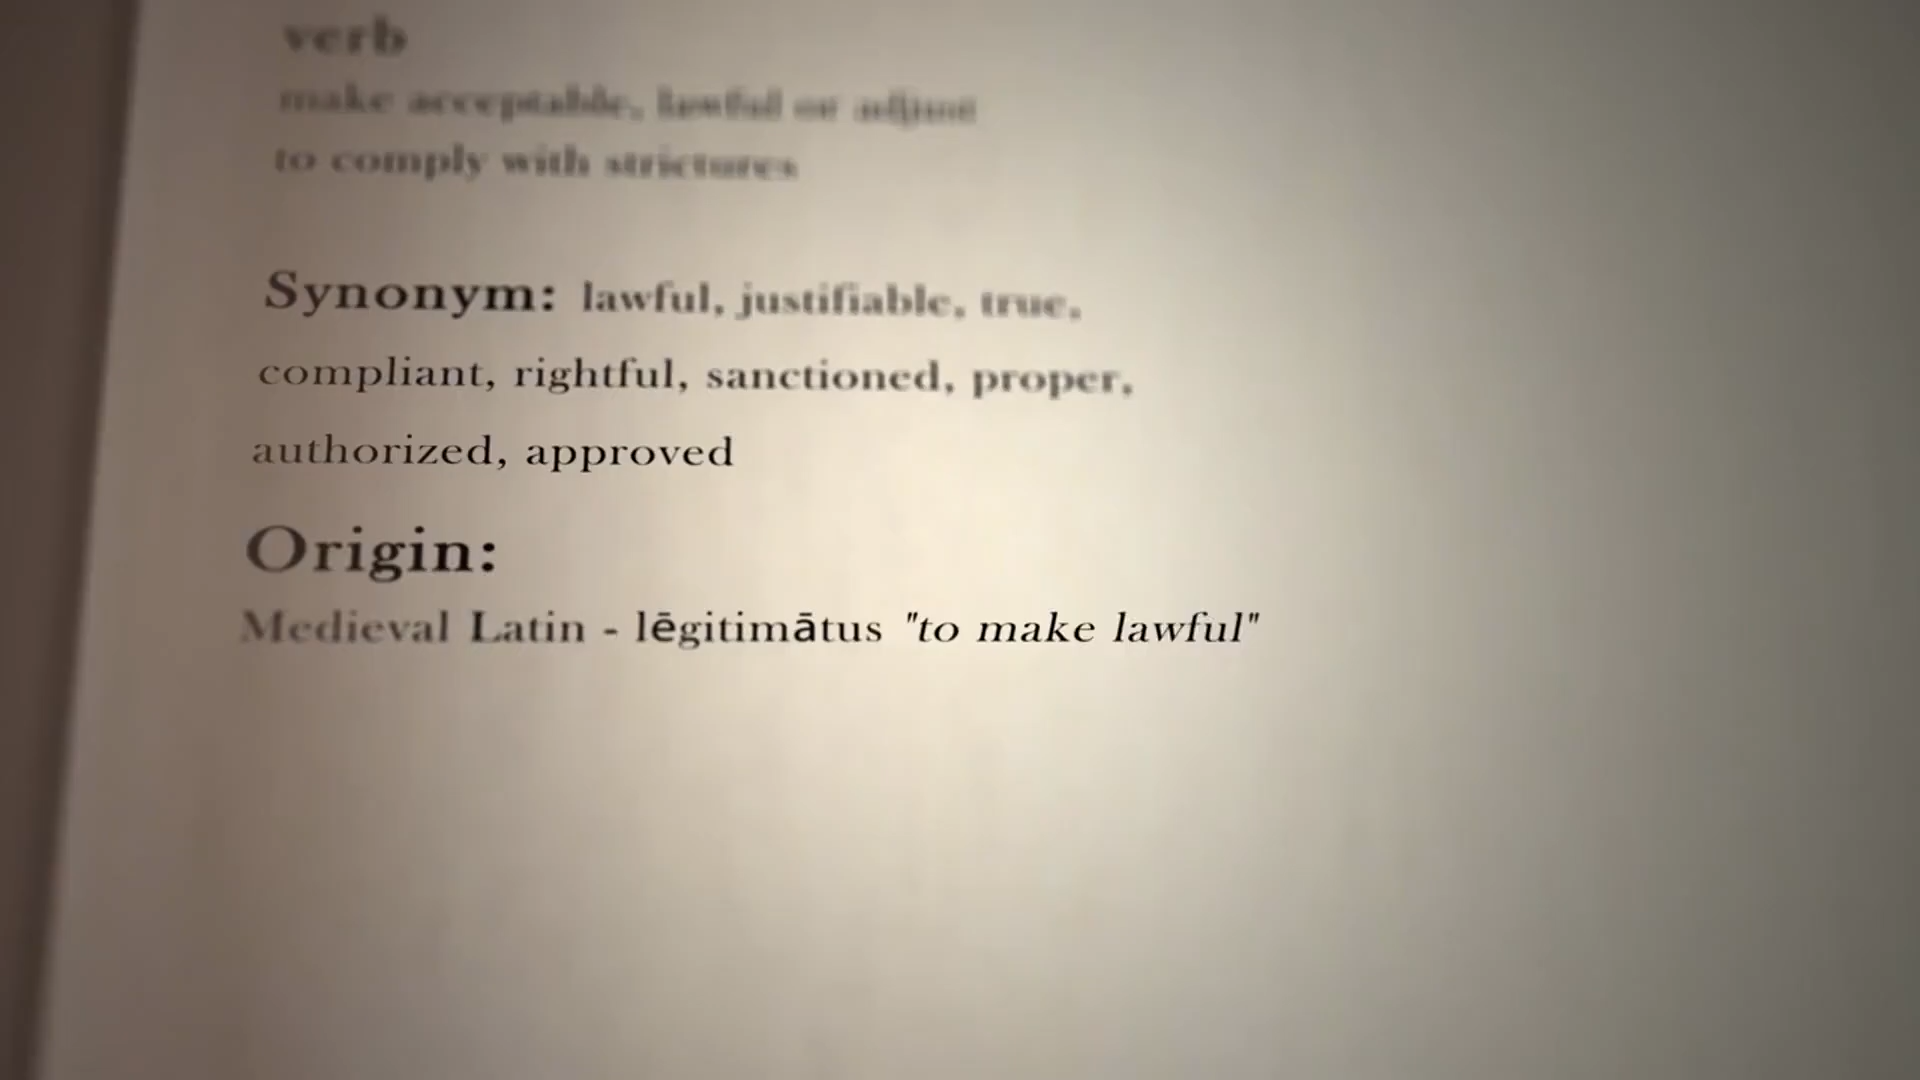 verb
make acceptable, lawful or adjust
to comply with strictures
Synonym: lawful, justifiable, true,
compliant, rightful, sanctioned, proper,
authorized, approved
Origin:
Medieval Latin - lēgitimātus "to make lawful"